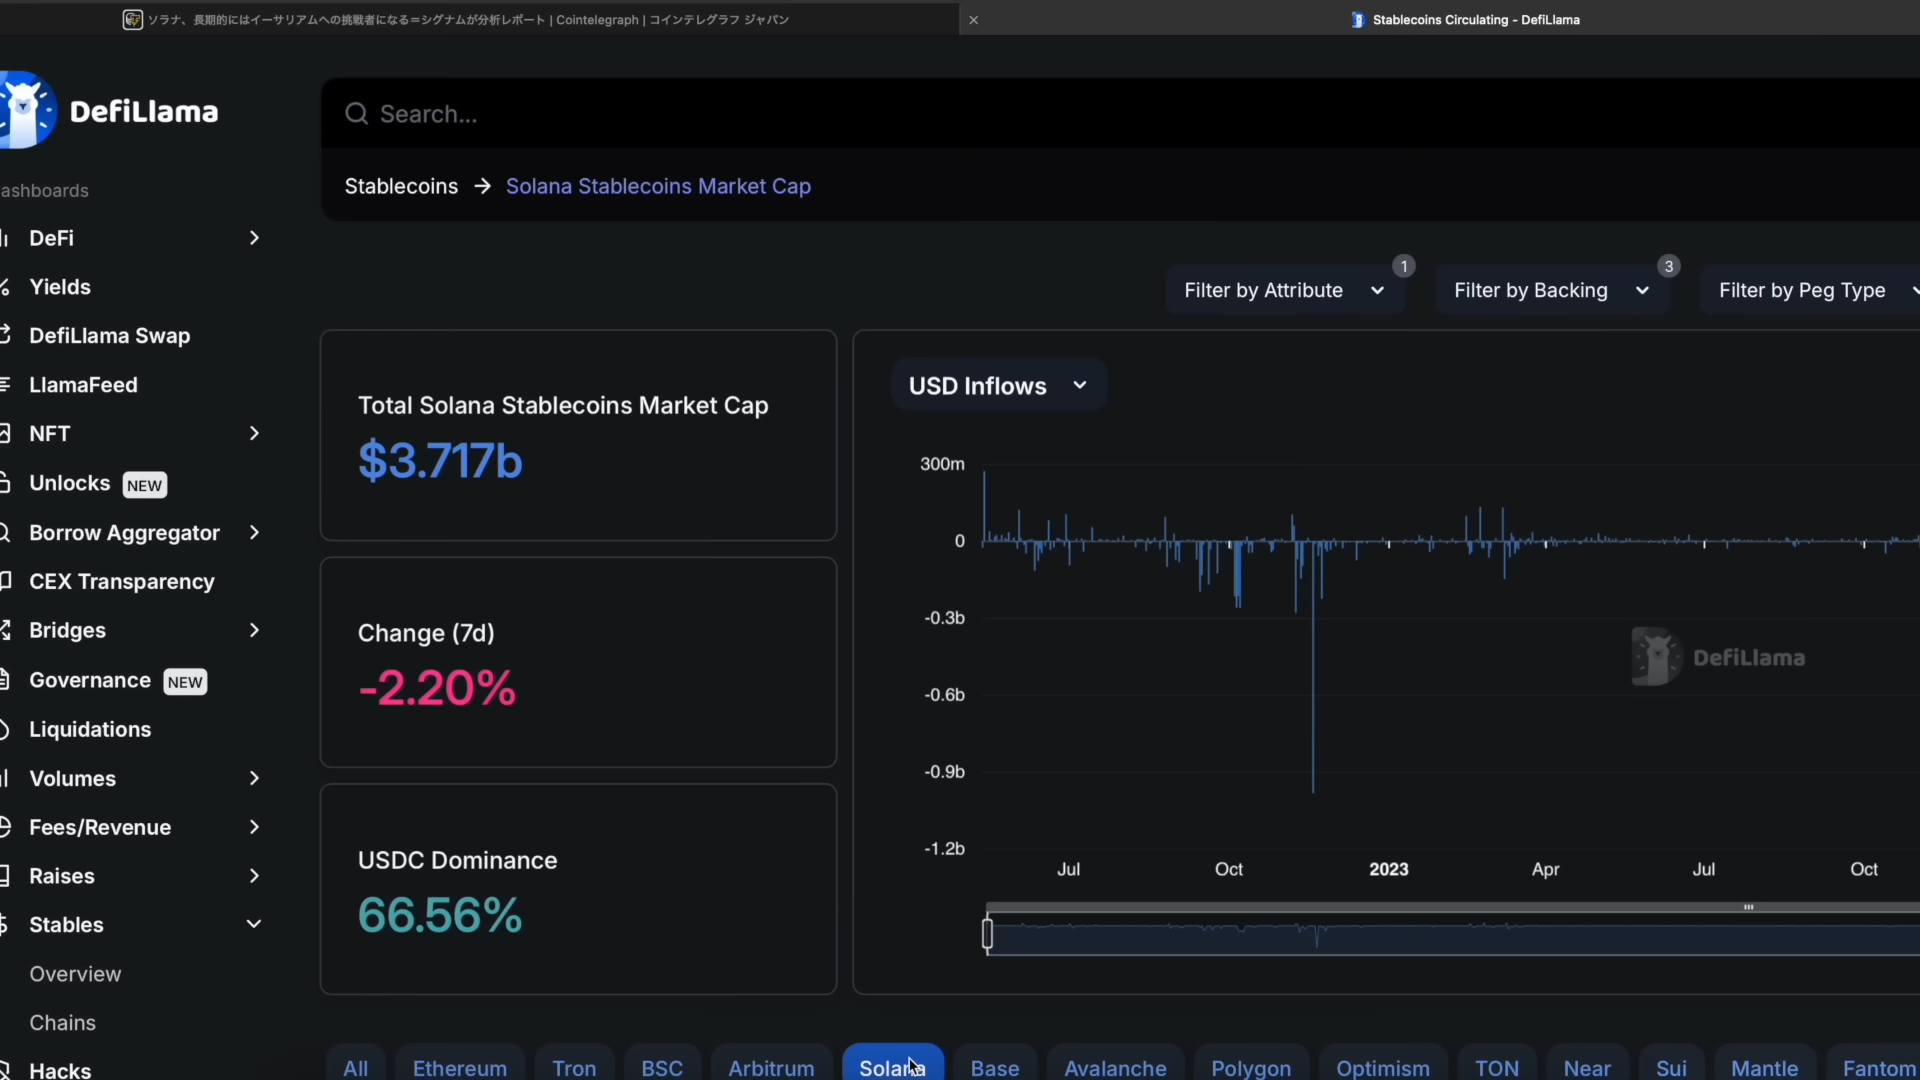 ソラナ、長期的にはイーサリアムへの挑戦者になる＝シグナムが分析レポート | Cointelegraph | コインテレグラフ ジャパン
Stablecoins Circulating - DefiLlama
DefiLlama
Search...
Stablecoins → Solana Stablecoins Market Cap
ashboards
DeFi
Yields
DefiLlama Swap
LlamaFeed
NFT
Unlocks NEW
Borrow Aggregator
CEX Transparency
Bridges
Governance NEW
Liquidations
Volumes
Fees/Revenue
Raises
Stables
Overview
Chains
Hacks
Filter by Attribute 1
Filter by Backing 3
Filter by Peg Type
Total Solana Stablecoins Market Cap
$3.717b
Change (7d)
-2.20%
USDC Dominance
66.56%
USD Inflows
300m
0
-0.3b
-0.6b
-0.9b
-1.2b
DefiLlama
Jul Oct 2023 Apr Jul Oct
All Ethereum Tron BSC Arbitrum Solana Base Avalanche Polygon Optimism TON Near Sui Mantle Fantom